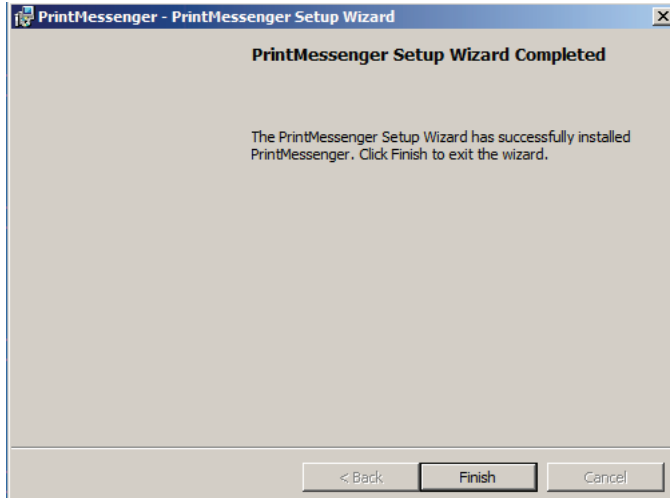 PrintMessenger - PrintMessenger Setup Wizard
PrintMessenger Setup Wizard Completed
The PrintMessenger Setup Wizard has successfully installed
PrintMessenger. Click Finish to exit the wizard.
< Back Finish Cancel